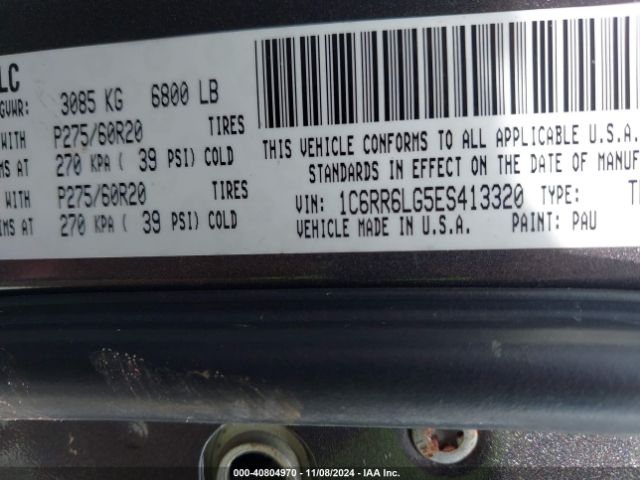 LC
GVWR: 3085 KG 6800 LB
WITH P275/60R20 TIRES
MS AT 270 KPA ( 39 PSI) COLD
WITH P275/60R20 TIRES
IMS AT 270 KPA ( 39 PSI) COLD
THIS VEHICLE CONFORMS TO ALL APPLICABLE U.S.A.
STANDARDS IN EFFECT ON THE DATE OF MANUF
VIN: 1C6RR6LG5ES413320 TYPE: T
VEHICLE MADE IN U.S.A. PAINT: PAU
000-40804970 - 11/08/2024 - IAA Inc.